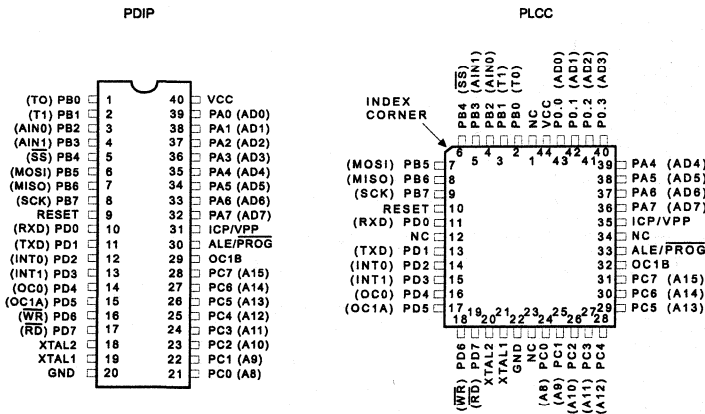 PDIP
(TO) PB0 1 40 VCC
(T1) PB1 2 39 PA0 (AD0)
(AIN0) PB2 3 38 PA1 (AD1)
(AIN1) PB3 4 37 PA2 (AD2)
(SS) PB4 5 36 PA3 (AD3)
(MOSI) PB5 6 35 PA4 (AD4)
(MISO) PB6 7 34 PA5 (AD5)
(SCK) PB7 8 33 PA6 (AD6)
RESET 9 32 PA7 (AD7)
(RXD) PD0 10 31 ICP/VPP
(TXD) PD1 11 30 ALE/PROG
(INT0) PD2 12 29 OC1B
(INT1) PD3 13 28 PC7 (A15)
(OC0) PD4 14 27 PC6 (A14)
(OC1A) PD5 15 26 PC5 (A13)
(WR) PD6 16 25 PC4 (A12)
(RD) PD7 17 24 PC3 (A11)
XTAL2 18 23 PC2 (A10)
XTAL1 19 22 PC1 (A9)
GND 20 21 PC0 (A8)
PLCC
INDEX
CORNER
PB4 (SS)
PB3 (AIN1)
PB2 (AIN0)
PB1 (T1)
PB0 (T0)
NC
VCC
P0.0 (AD0)
P0.1 (AD1)
P0.2 (AD2)
P0.3 (AD3)
6 5 4 3 2 1 44 43 42 41 40
(MOSI) PB5 7 39 PA4 (AD4)
(MISO) PB6 8 38 PA5 (AD5)
(SCK) PB7 9 37 PA6 (AD6)
RESET 10 36 PA7 (AD7)
(RXD) PD0 11 35 ICP/VPP
NC 12 34 NC
(TXD) PD1 13 33 ALE/PROG
(INT0) PD2 14 32 OC1B
(INT1) PD3 15 31 PC7 (A15)
(OC0) PD4 16 30 PC6 (A14)
(OC1A) PD5 17 29 PC5 (A13)
18 19 20 21 22 23 24 25 26 27 28
(WR) PD6
(RD) PD7
XTAL2
XTAL1
GND
NC
(A8) PC0
(A9) PC1
(A10) PC2
(A11) PC3
(A12) PC4